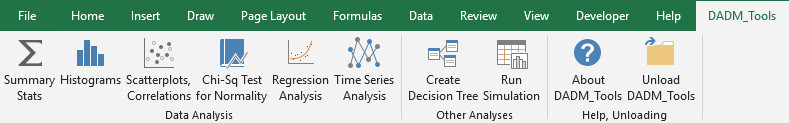 File Home Insert Draw Page Layout Formulas Data Review View Developer Help DADM_Tools
Summary Stats
Histograms
Scatterplots, Correlations
Chi-Sq Test for Normality
Regression Analysis
Time Series Analysis
Create Decision Tree
Run Simulation
About DADM_Tools
Unload DADM_Tools
Data Analysis
Other Analyses
Help, Unloading